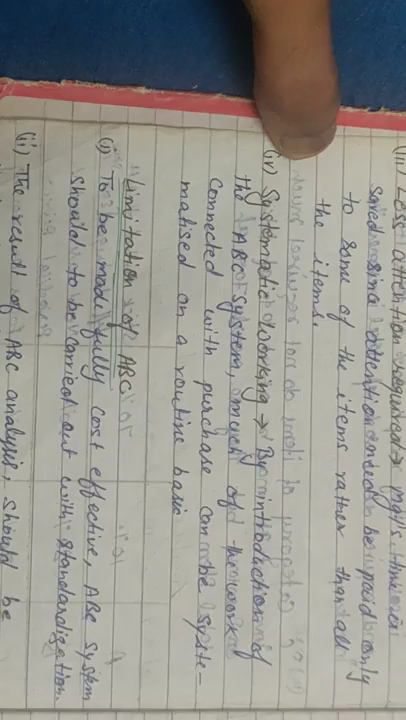 (iii) Less attention required → mgt's time is
saved since attention need be paid only
to some of the items rather than all
the items.
(iv) Systematic Working → By introduction of
the ABC System, much of the work
connected with purchase can be syste-
matised on a routine basis
Limitation of ABC
(i) To be made fully cost effective, ABC System
should to be carried out with standardization.
(ii) The result of ABC analysis, should be